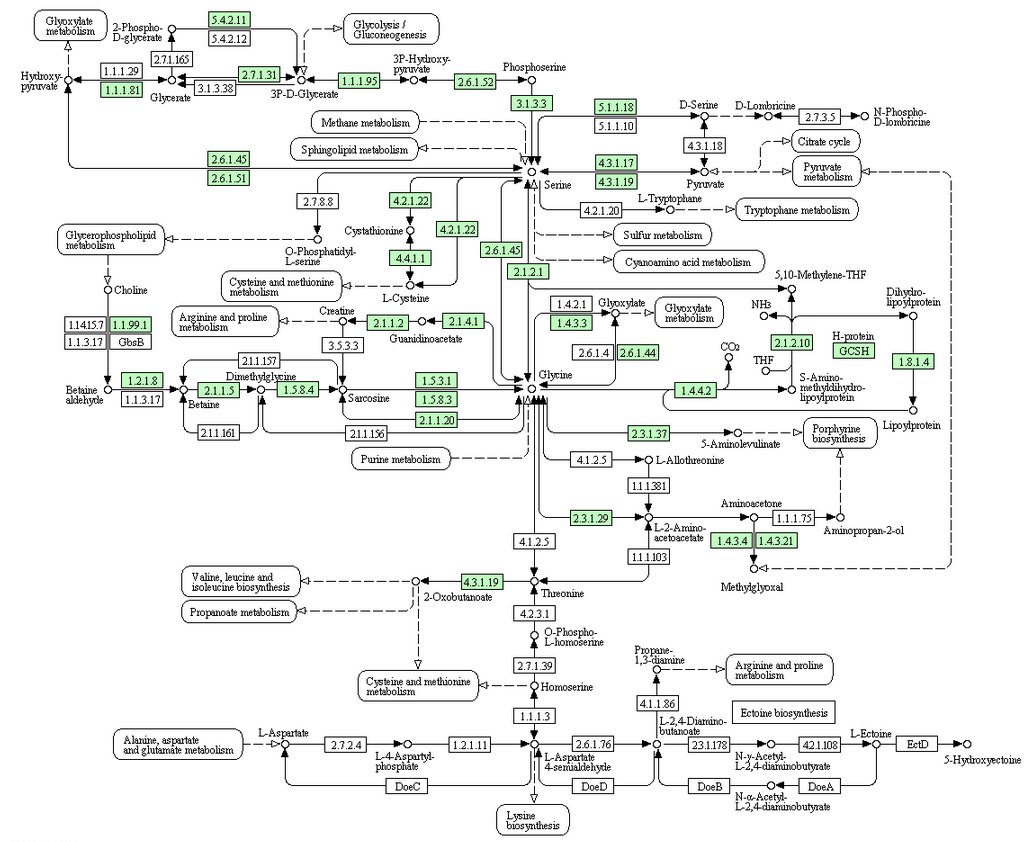 Glyoxylate
metabolism
2-Phospho-
D-glycerate
5.4.2.11
5.4.2.12
Glycolysis /
Gluconeogenesis
2.7.1.165
3P-Hydroxy-
pyruvate
Phosphoserine
Hydroxy-
pyruvate
1.1.1.29
1.1.1.81
Glycerate
2.7.1.31
3.1.3.38
3P-D-Glycerate
1.1.1.95
2.6.1.52
3.1.3.3
5.1.1.18
5.1.1.10
D-Serine
D-Lombricine
2.7.3.5
N-Phospho-
D-lombricine
Methane metabolism
Sphingolipid metabolism
4.3.1.18
Citrate cycle
2.6.1.45
2.6.1.51
4.3.1.17
4.3.1.19
Pyruvate
Pyruvate
metabolism
Serine
2.7.8.8
4.2.1.22
4.2.1.22
L-Tryptophane
4.2.1.20
Tryptophane metabolism
Glycerophospholipid
metabolism
O-Phosphatidyl-
L-serine
Cystathionine
4.4.1.1
2.6.1.45
2.1.2.1
Sulfur metabolism
Cyanoamino acid metabolism
Choline
Cysteine and methionine
metabolism
L-Cysteine
5,10-Methylene-THF
Arginine and proline
metabolism
Creatine
2.1.1.2
2.1.4.1
Guanidinoacetate
1.4.2.1
1.4.3.3
Glyoxylate
Glyoxylate
metabolism
NH3
Dihydro-
lipoylprotein
1.14.15.7
1.1.99.1
1.1.3.17
GbsB
3.5.3.3
2.6.1.4
2.6.1.44
CO2
THF
2.1.2.10
H-protein
GCSH
1.8.1.4
2.1.1.157
Betaine
aldehyde
1.2.1.8
1.1.3.17
Betaine
2.1.1.5
Dimethylglycine
1.5.8.4
Sarcosine
1.5.3.1
1.5.8.3
2.1.1.20
Glycine
1.4.4.2
S-Amino-
methyldihydro-
lipoylprotein
Lipoylprotein
2.1.1.161
2.1.1.156
2.3.1.37
5-Aminolevulinate
Porphyrine
biosynthesis
Purine metabolism
4.1.2.5
L-Allothreonine
1.1.1.381
2.3.1.29
L-2-Amino-
acetoacetate
Aminoacetone
1.1.1.75
Aminopropan-2-ol
4.1.2.5
1.1.1.103
1.4.3.4
1.4.3.21
Methylglyoxal
Valine, leucine and
isoleucine biosynthesis
2-Oxobutanoate
4.3.1.19
Threonine
Propanoate metabolism
4.2.3.1
O-Phospho-
L-homoserine
2.7.1.39
Propane-
1,3-diamine
Arginine and proline
metabolism
Cysteine and methionine
metabolism
Homoserine
1.1.1.3
4.1.1.86
Ectoine biosynthesis
Alanine, aspartate
and glutamate metabolism
L-Aspartate
2.7.2.4
L-4-Aspartyl-
phosphate
1.2.1.11
L-Aspartate
4-semialdehyde
2.6.1.76
L-2,4-Diamino-
butanoate
2.3.1.178
N-γ-Acetyl-
L-2,4-diaminobutyrate
4.2.1.108
L-Ectoine
EctD
5-Hydroxyectoine
DoeC
DoeD
DoeB
N-α-Acetyl-
L-2,4-diaminobutyrate
DoeA
Lysine
biosynthesis